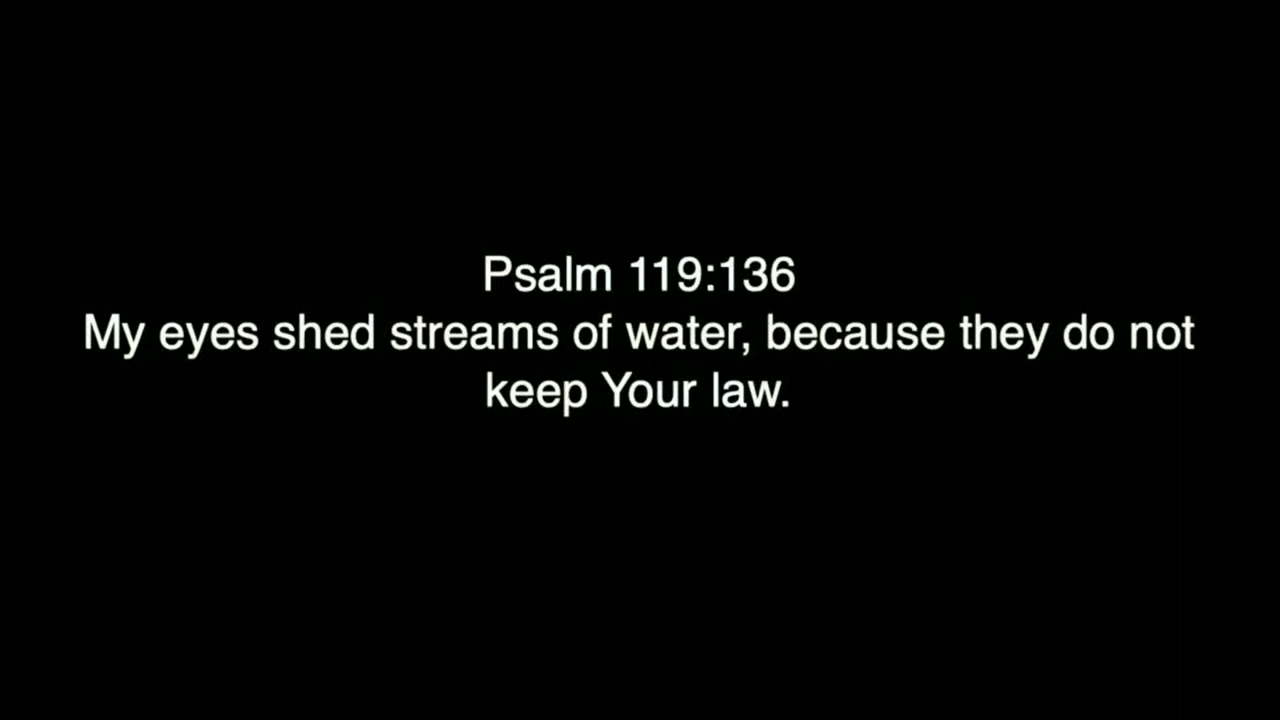 Psalm 119:136
My eyes shed streams of water, because they do not
keep Your law.